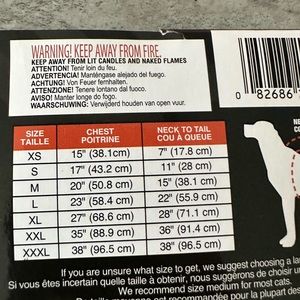 WARNING! KEEP AWAY FROM FIRE.
KEEP AWAY FROM LIT CANDLES AND NAKED FLAMES
ATTENTION! Tenir loin du feu.
ADVERTENCIA! Manténgase alejado del fuego.
ACHTUNG! Von Feuer fernhalten.
ATTENZIONE! Tenere lontano dal fuoco.
AVISO! Manter longe do fogo.
WAARSCHUWING! Verwijderd houden van open vuur.
0 82686
SIZE TAILLE CHEST POITRINE NECK TO TAIL COU A QUEUE
XS 15" (38.1cm) 7" (17.8 cm)
S 17" (43.2 cm) 11" (28 cm)
M 20" (50.8 cm) 15" (38.1 cm)
L 23" (58.4 cm) 22" (55.9 cm)
XL 27" (68.6 cm) 28" (71.1 cm)
XXL 35" (88.9 cm) 36" (91.4 cm)
XXXL 38" (96.5 cm) 38" (96.5 cm)
If you are unsure what size to get, we suggest choosing a
Si vous êtes incertain quelle taille à obtenir, nous suggérons de choisir
We recommend size medium for most cats.